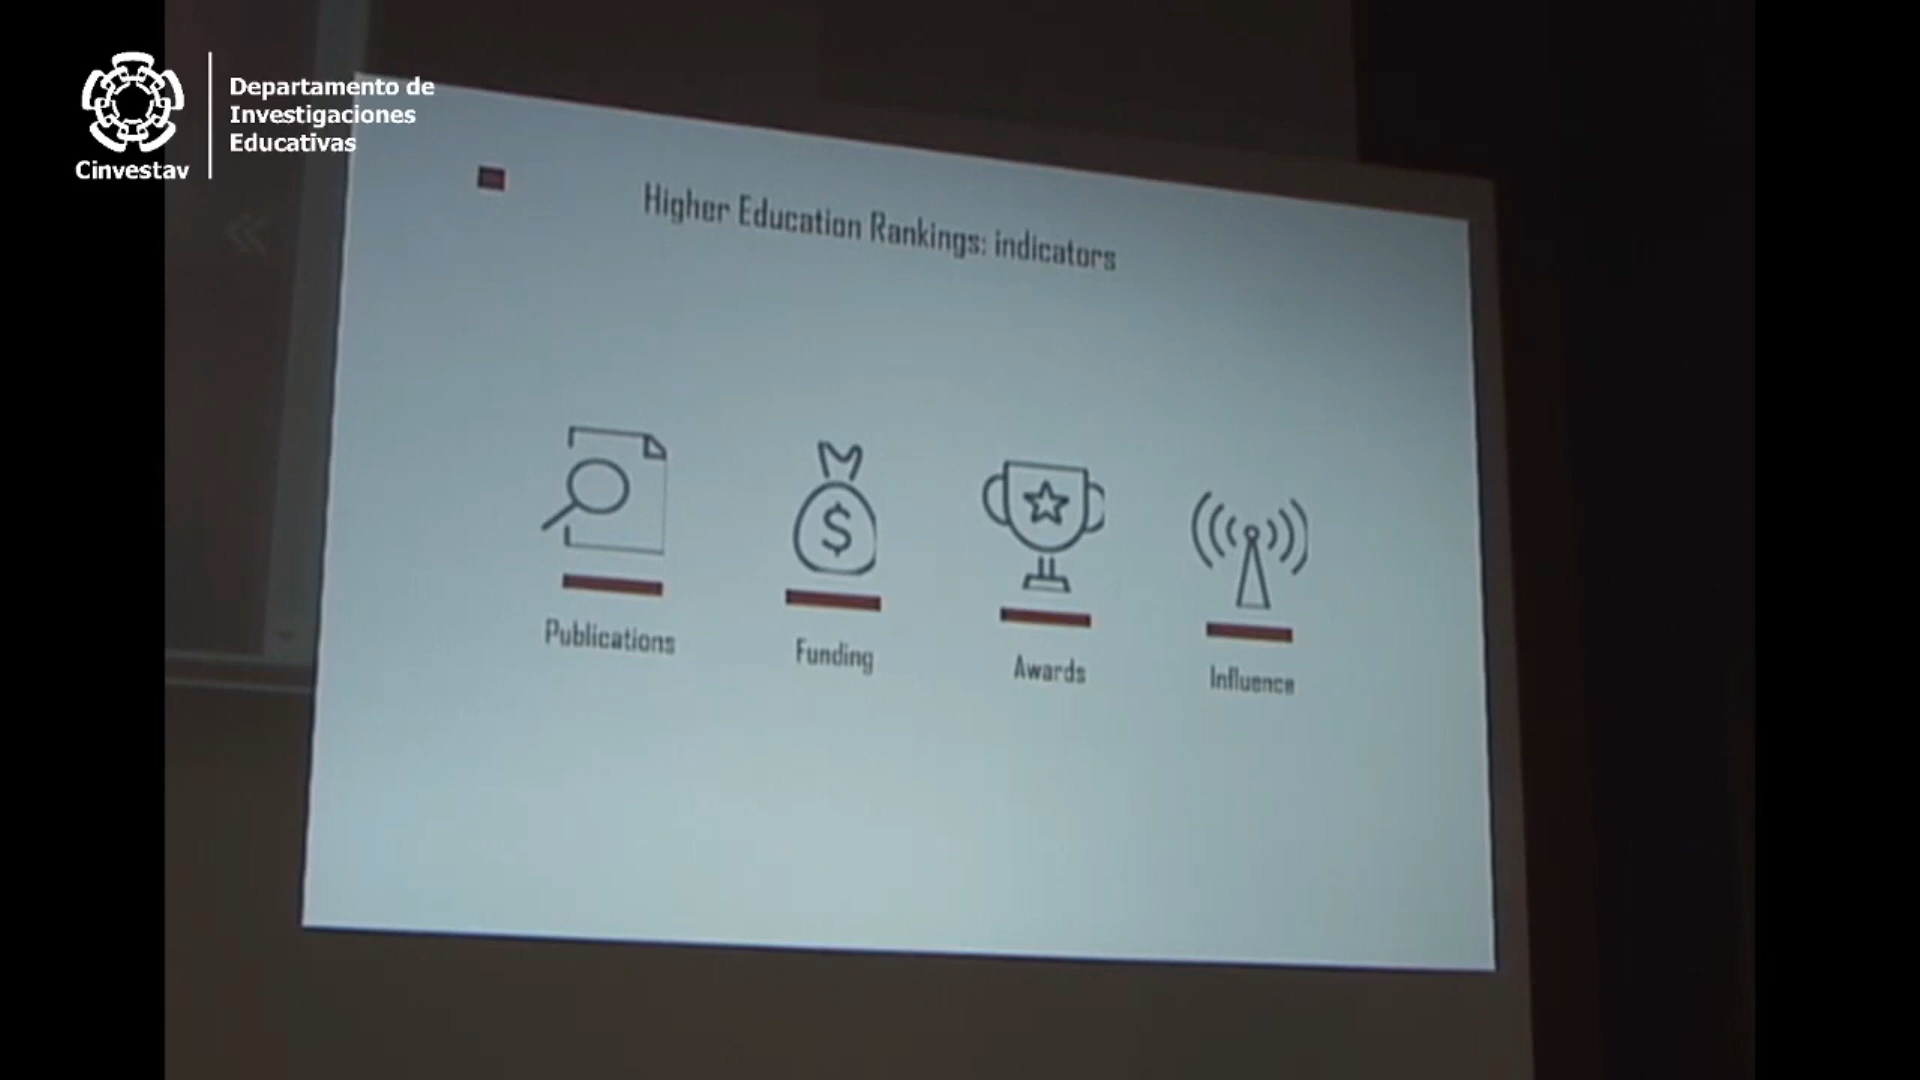 Departamento de
Investigaciones
Educativas
Cinvestav
Higher Education Rankings: indicators
$
Publications
Funding
Awards
Influence